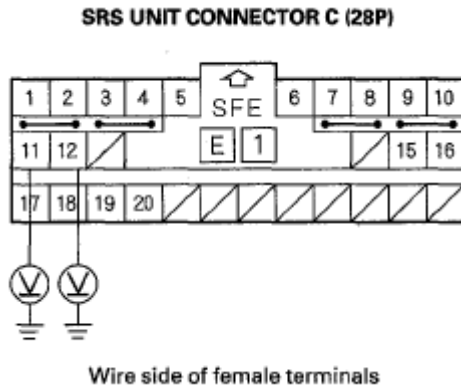 SRS UNIT CONNECTOR C (28P)
1 2 3 4 5 SFE 6 7 8 9 10
E 1
11 12 15 16
17 18 19 20
V V
Wire side of female terminals